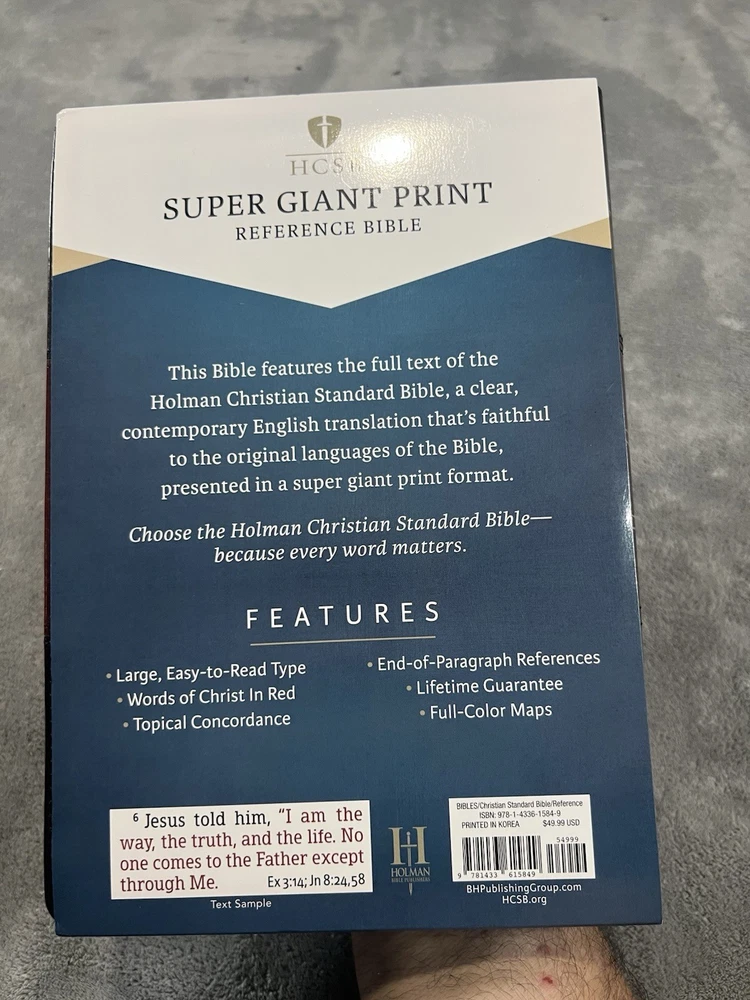 HCSB
SUPER GIANT PRINT
REFERENCE BIBLE
This Bible features the full text of the
Holman Christian Standard Bible, a clear,
contemporary English translation that's faithful
to the original languages of the Bible,
presented in a super giant print format.
Choose the Holman Christian Standard Bible—
because every word matters.
FEATURES
• Large, Easy-to-Read Type
• Words of Christ In Red
• Topical Concordance
• End-of-Paragraph References
• Lifetime Guarantee
• Full-Color Maps
6 Jesus told him, “I am the
way, the truth, and the life. No
one comes to the Father except
through Me. Ex 3:14; Jn 8:24,58
Text Sample
H
HOLMAN
BIBLE PUBLISHERS
BIBLES/Christian Standard Bible/Reference
ISBN: 978-1-4336-1584-9
PRINTED IN KOREA $49.99 USD
54999
9 781433 615849
BHPublishingGroup.com
HCSB.org